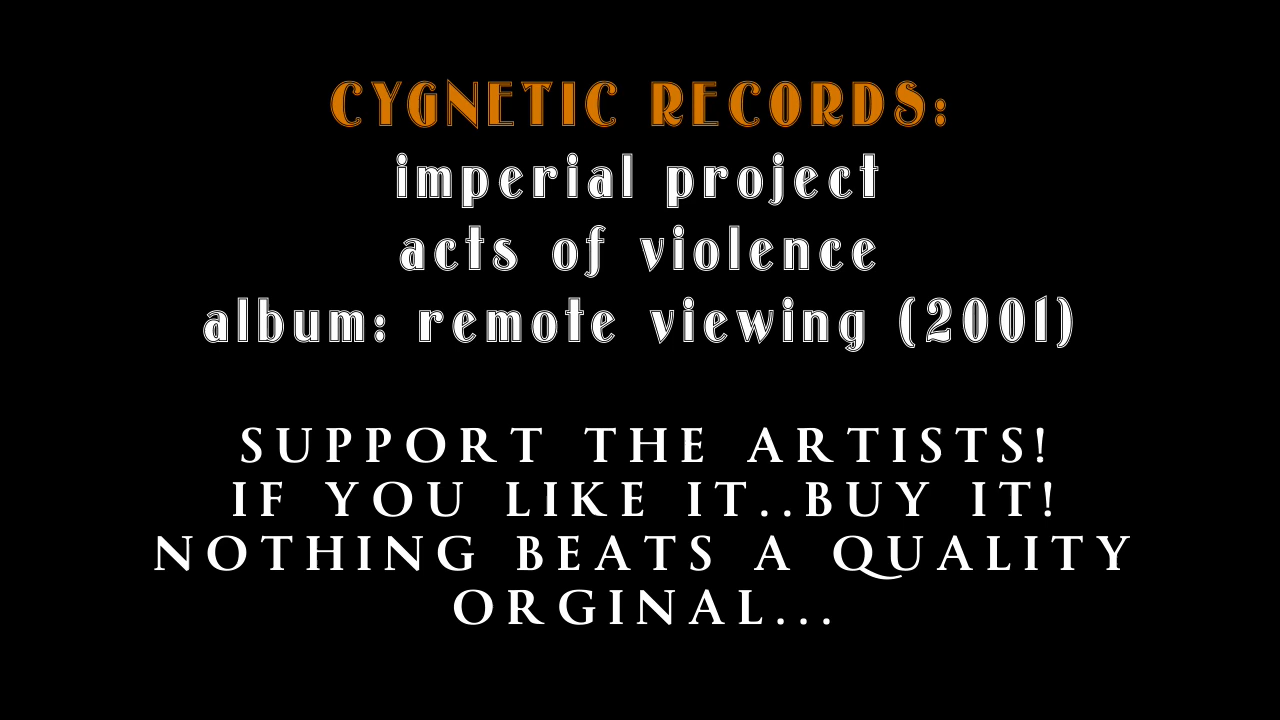 CYGNETIC RECORDS:
imperial project
acts of violence
album: remote viewing (2001)
SUPPORT THE ARTISTS!
IF YOU LIKE IT..BUY IT!
NOTHING BEATS A QUALITY
ORGINAL...